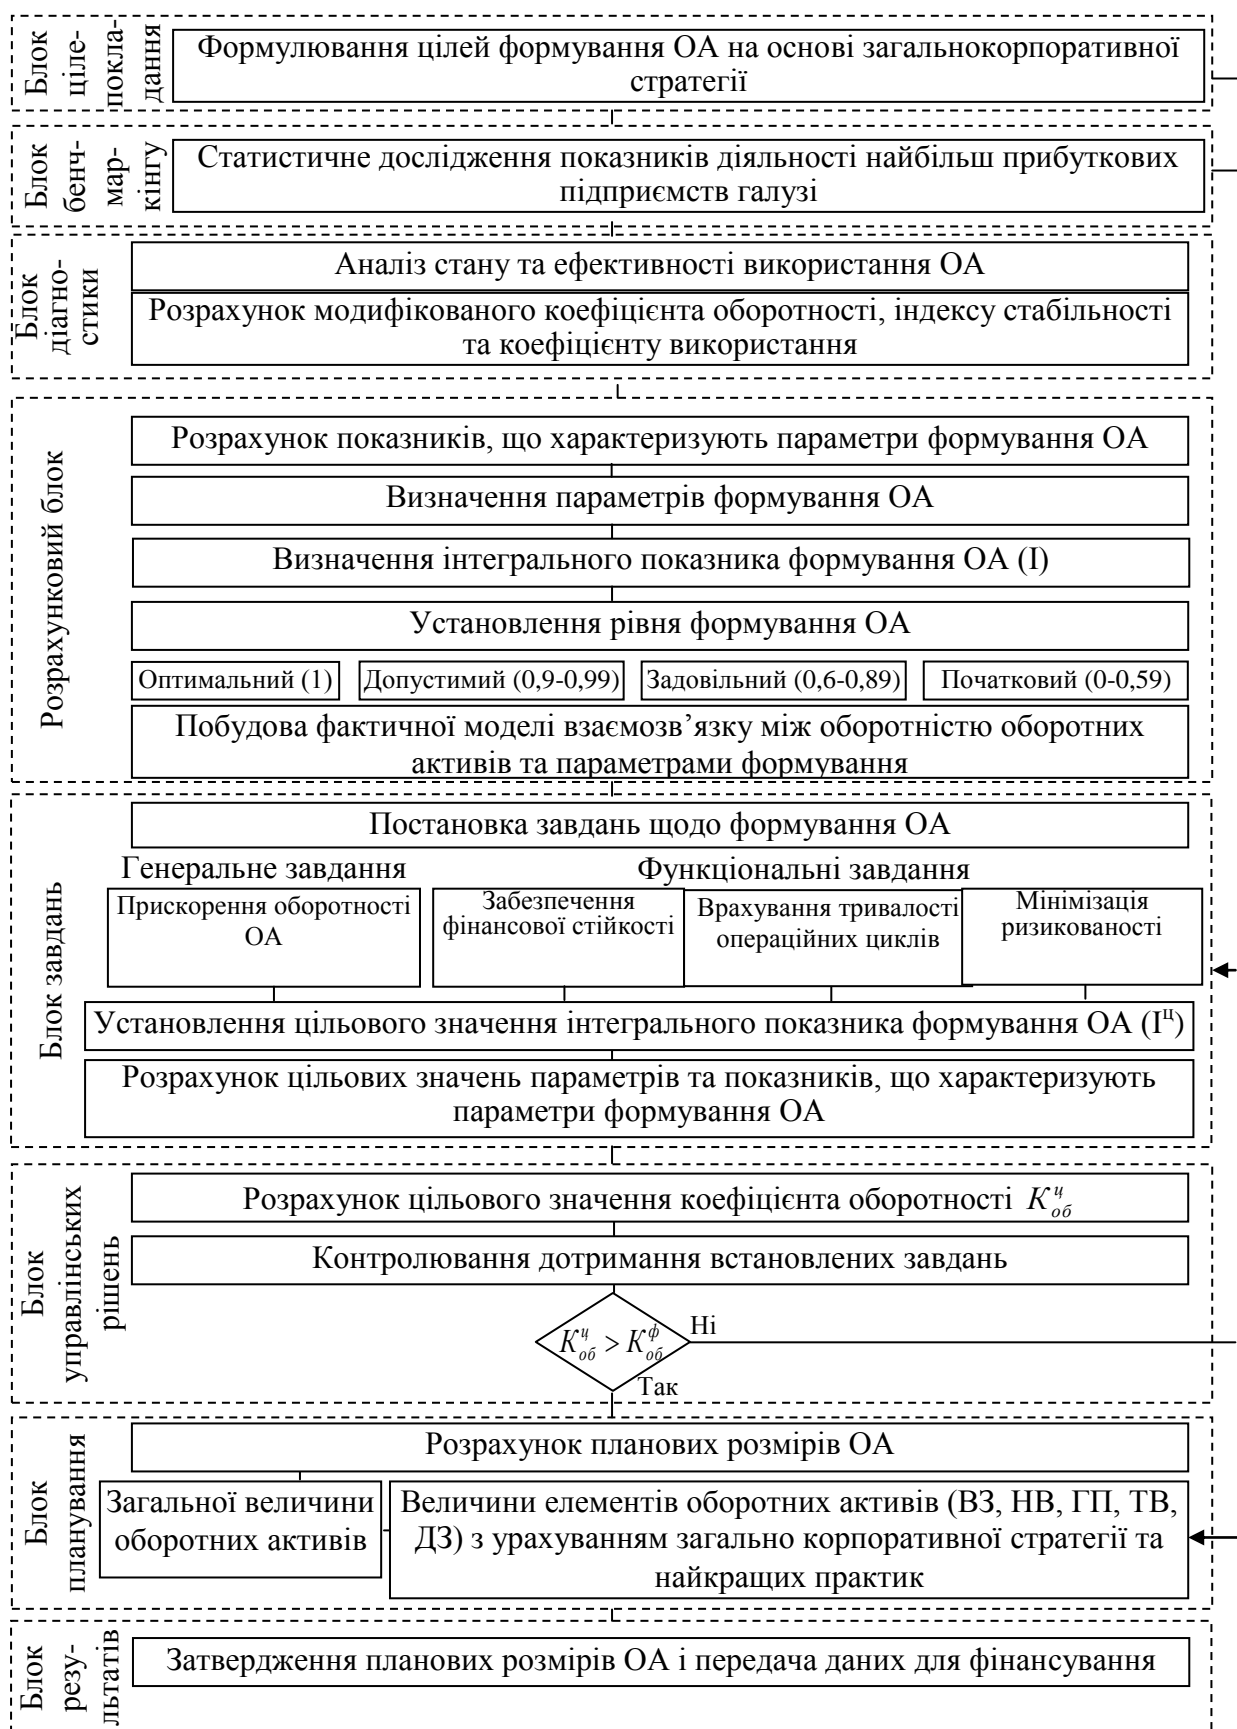 Блок
ціле-
покла-
дання
Формулювання цілей формування ОА на основі загальнокорпоративної
стратегії
Блок
бенч-
мар-
кінгу
Статистичне дослідження показників діяльності найбільш прибуткових
підприємств галузі
Блок
діагно-
стики
Аналіз стану та ефективності використання ОА
Розрахунок модифікованого коефіцієнта оборотності, індексу стабільності
та коефіцієнту використання
Розрахунковий блок
Розрахунок показників, що характеризують параметри формування ОА
Визначення параметрів формування ОА
Визначення інтегрального показника формування ОА (І)
Установлення рівня формування ОА
Оптимальний (1) Допустимий (0,9-0,99) Задовільний (0,6-0,89) Початковий (0-0,59)
Побудова фактичної моделі взаємозв’язку між оборотністю оборотних
активів та параметрами формування
Блок завдань
Постановка завдань щодо формування ОА
Генеральне завдання Функціональні завдання
Прискорення оборотності
ОА
Забезпечення
фінансової стійкості
Врахування тривалості
операційних циклів
Мінімізація
ризикованості
Установлення цільового значення інтегрального показника формування ОА (Іᶣ)
Розрахунок цільових значень параметрів та показників, що характеризують
параметри формування ОА
Блок
управлінських
рішень
Розрахунок цільового значення коефіцієнта оборотності K^ц_об
Контролювання дотримання встановлених завдань
K^ц_об > K^ф_об
Ні
Так
Блок
планування
Розрахунок планових розмірів ОА
Загальної величини
оборотних активів
Величини елементів оборотних активів (ВЗ, НВ, ГП, ТВ,
ДЗ) з урахуванням загально корпоративної стратегії та
найкращих практик
Блок
резу-
льтатів
Затвердження планових розмірів ОА і передача даних для фінансування